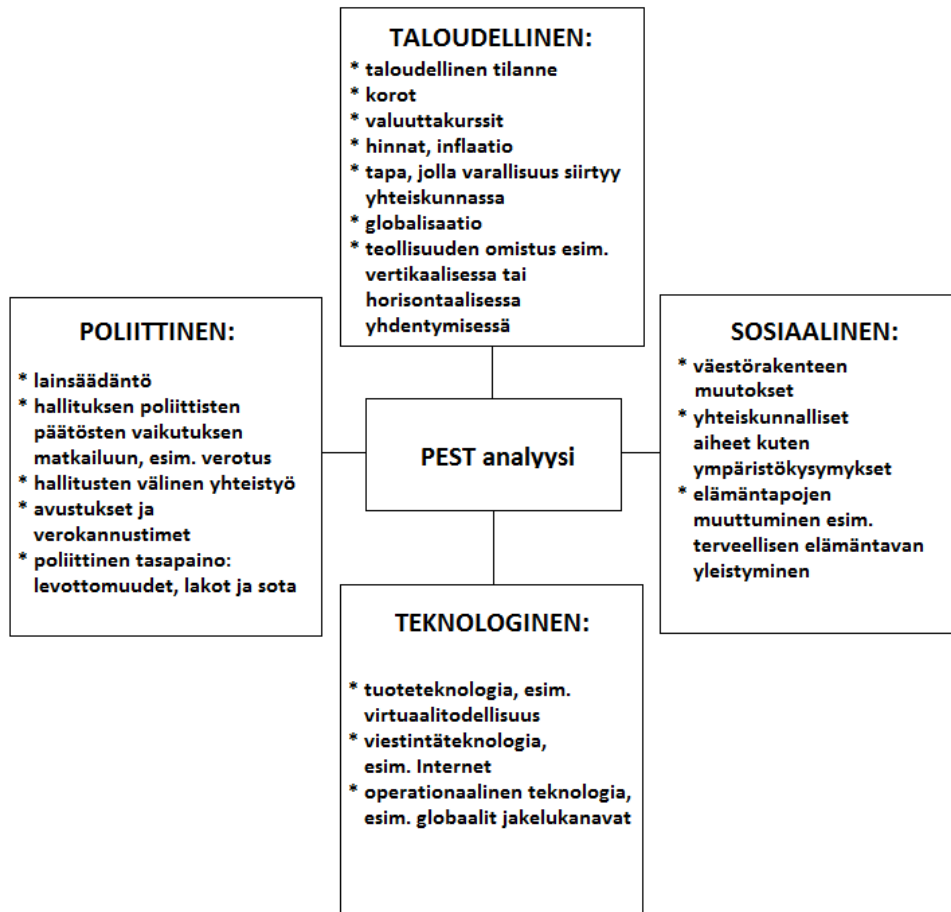 TALOUDELLINEN:
* taloudellinen tilanne
* korot
* valuuttakurssit
* hinnat, inflaatio
* tapa, jolla varallisuus siirtyy
yhteiskunnassa
* globalisaatio
* teollisuuden omistus esim.
vertikaalisessa tai
horisontaalisessa
yhdentymisessä
POLIITTINEN:
* lainsäädäntö
* hallituksen poliittisten
päätösten vaikutuksen
matkailuun, esim. verotus
* hallitusten välinen yhteistyö
* avustukset ja
verokannustimet
* poliittinen tasapaino:
levottomuudet, lakot ja sota
PEST analyysi
SOSIAALINEN:
* väestörakenteen
muutokset
* yhteiskunnalliset
aiheet kuten
ympäristökysymykset
* elämäntapojen
muuttuminen esim.
terveellisen elämäntavan
yleistyminen
TEKNOLOGINEN:
* tuoteteknologia, esim.
virtuaalitodellisuus
* viestintäteknologia,
esim. Internet
* operationaalinen teknologia,
esim. globaalit jakelukanavat